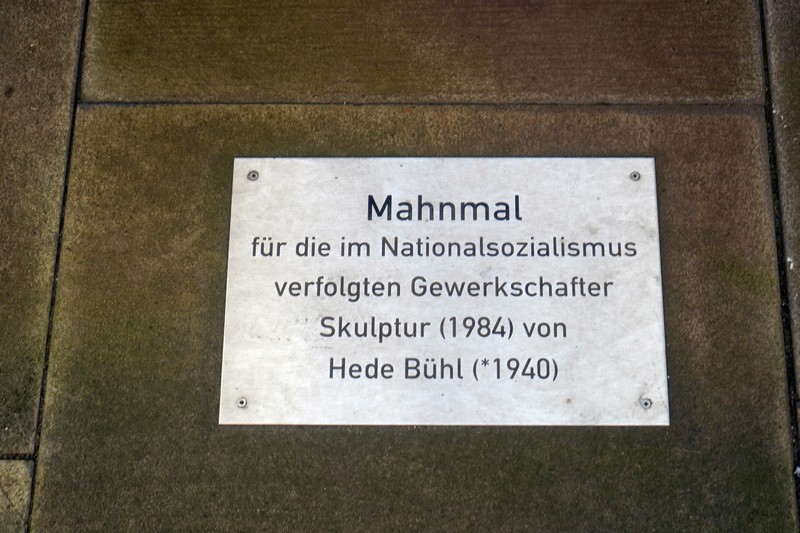 Mahnmal
für die im Nationalsozialismus
verfolgten Gewerkschafter
Skulptur (1984) von
Hede Bühl (*1940)